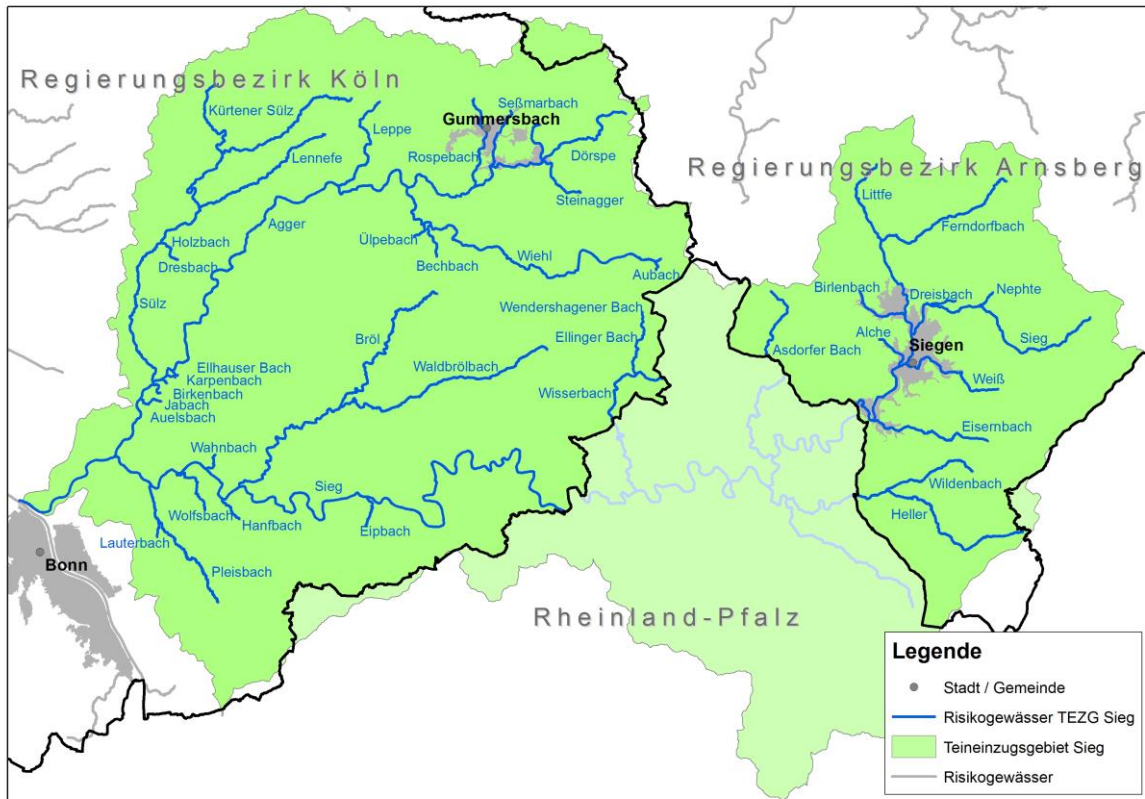 Regierungsbezirk Köln
Kürtener Sülz
Leppe
Seßmarbach
Gummersbach
Lennefe
Rospebach
Dörspe
Steinagger
Agger
Holzbach
Dresbach
Ülpebach
Bechbach
Wiehl
Aubach
Sülz
Wendershagener Bach
Bröl
Ellinger Bach
Waldbrölbach
Ellhauser Bach
Karpenbach
Birkenbach
Jabach
Auelsbach
Wisserbach
Wahnbach
Sieg
Wolfsbach
Hanfbach
Eipbach
Lauterbach
Bonn
Pleisbach
Regierungsbezirk Arnsberg
Littfe
Ferndorfbach
Birlenbach
Dreisbach
Nephte
Alche
Siegen
Sieg
Asdorfer Bach
Weiß
Eisernbach
Wildenbach
Heller
Rheinland-Pfalz
Legende
Stadt / Gemeinde
Risikogewässer TEZG Sieg
Teineinzugsgebiet Sieg
Risikogewässer